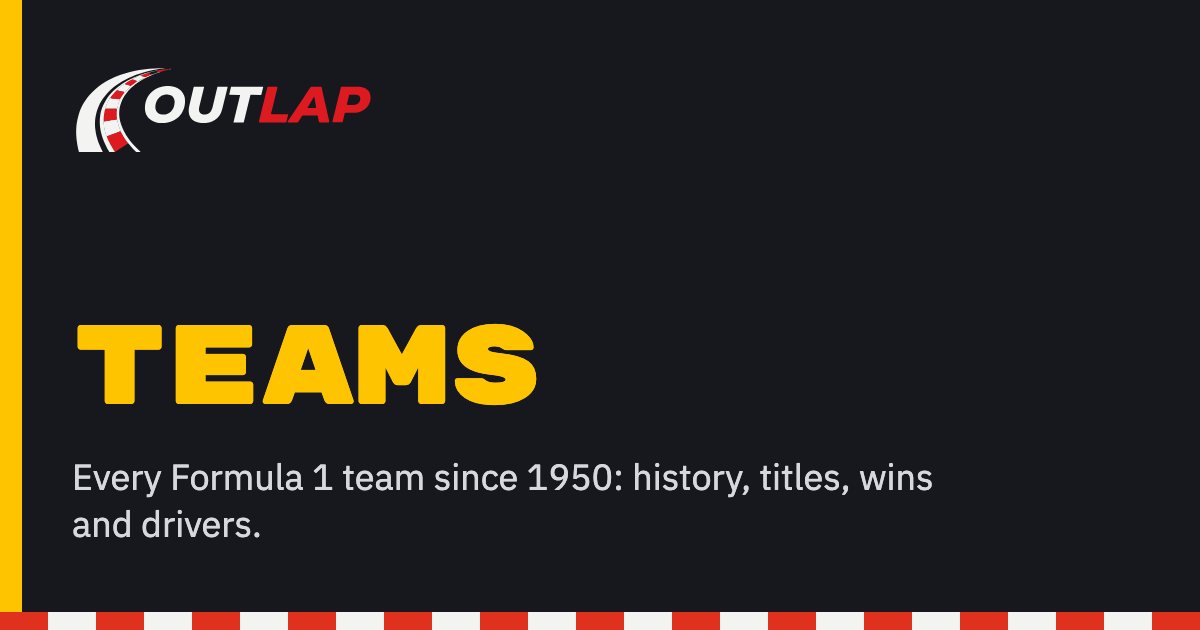 OUTLAP
TEAMS
Every Formula 1 team since 1950: history, titles, wins
and drivers.